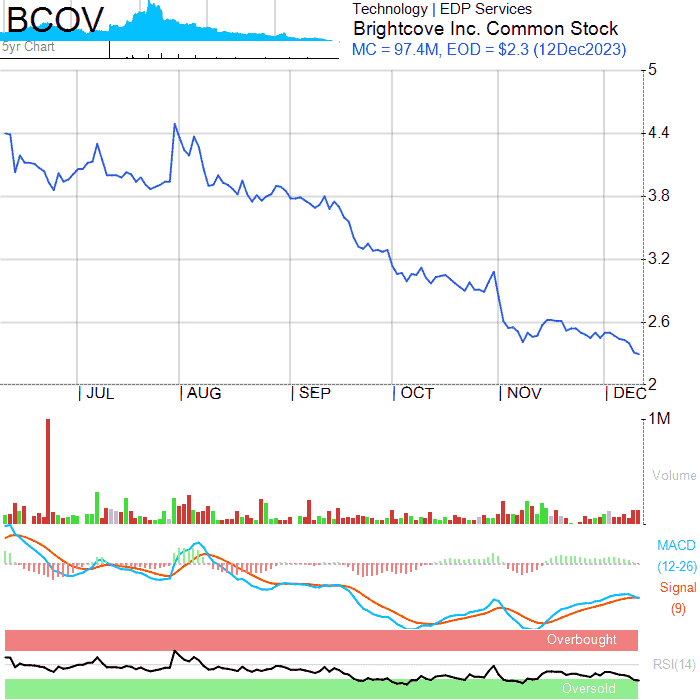 BCOV
5yr Chart
Technology | EDP Services
Brightcove Inc. Common Stock
MC = 97.4M, EOD = $2.3 (12Dec2023)
5
4.4
3.8
3.2
2.6
2
| JUL | AUG | SEP | OCT | NOV | DEC
1M
Volume
MACD
(12-26)
Signal
(9)
Overbought
RSI(14)
Oversold